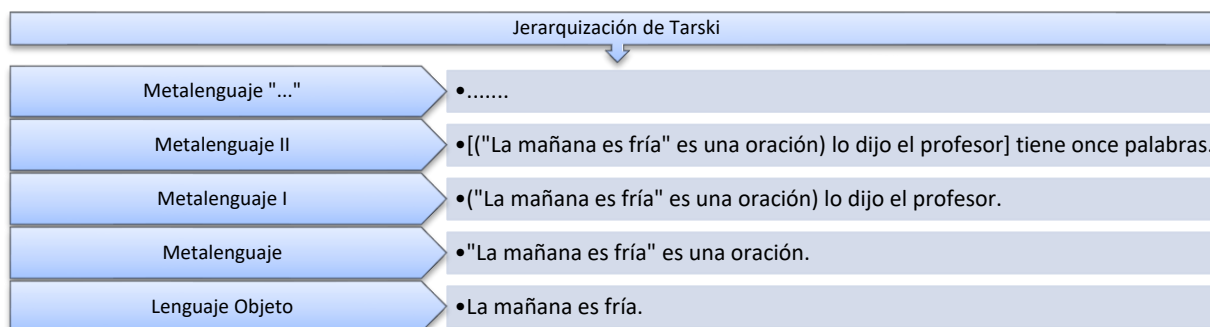 Jerarquización de Tarski
Metalenguaje "..."
•.......
Metalenguaje II
•[("La mañana es fría" es una oración) lo dijo el profesor] tiene once palabras.
Metalenguaje I
•("La mañana es fría" es una oración) lo dijo el profesor.
Metalenguaje
•"La mañana es fría" es una oración.
Lenguaje Objeto
•La mañana es fría.